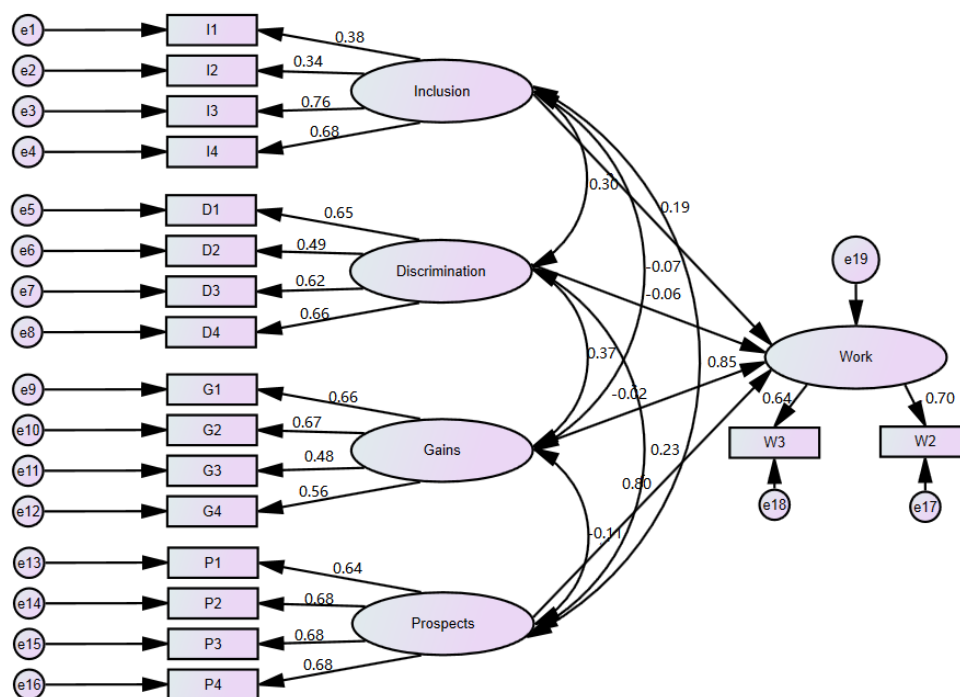 e1
I1
0.38
e2
I2
0.34
Inclusion
e3
I3
0.76
e4
I4
0.68
0.30
0.19
e5
D1
0.65
e6
D2
0.49
Discrimination
e7
D3
0.62
e8
D4
0.66
-0.07
-0.06
e19
Work
0.37
0.85
-0.02
0.64
0.70
W3
W2
e18
e17
e9
G1
0.66
e10
G2
0.67
Gains
e11
G3
0.48
e12
G4
0.56
0.23
0.80
-0.11
e13
P1
0.64
e14
P2
0.68
Prospects
e15
P3
0.68
e16
P4
0.68